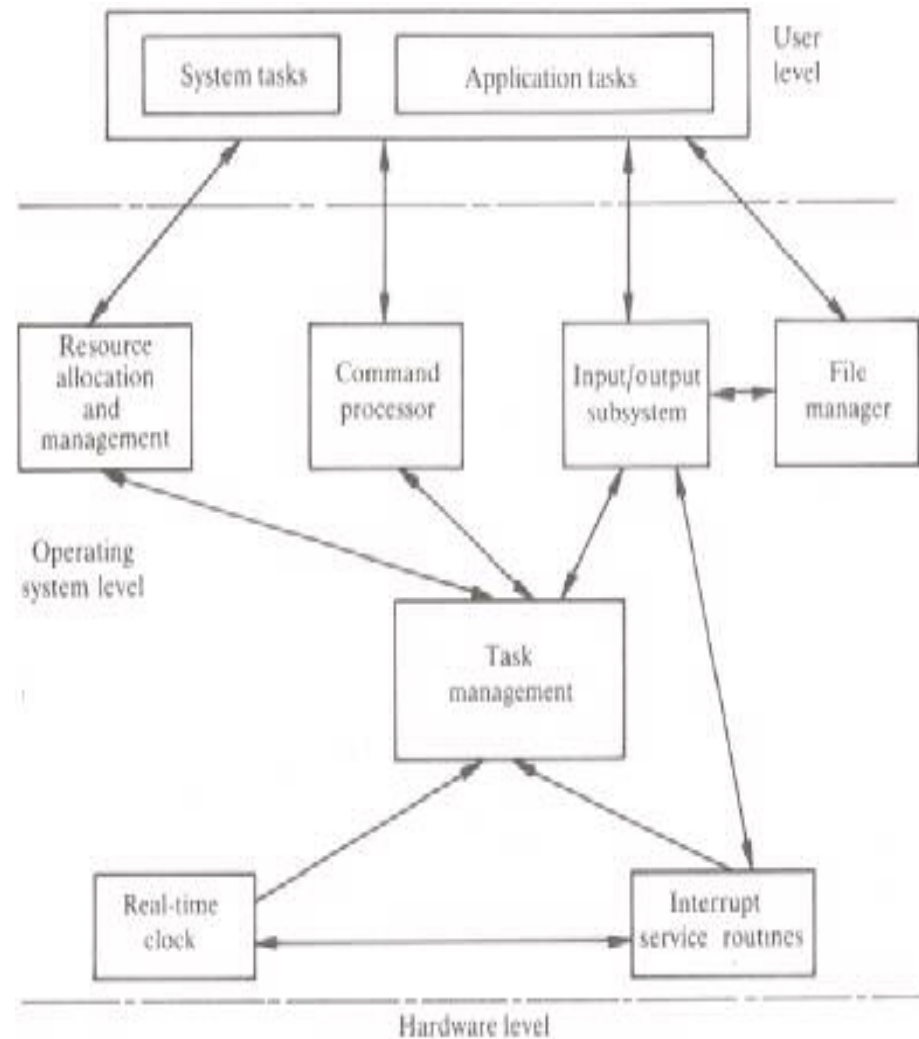 System tasks
Application tasks
User
level
Resource
allocation
and
management
Command
processor
Input/output
subsystem
File
manager
Operating
system level
Task
management
Real-time
clock
Interrupt
service routines
Hardware level